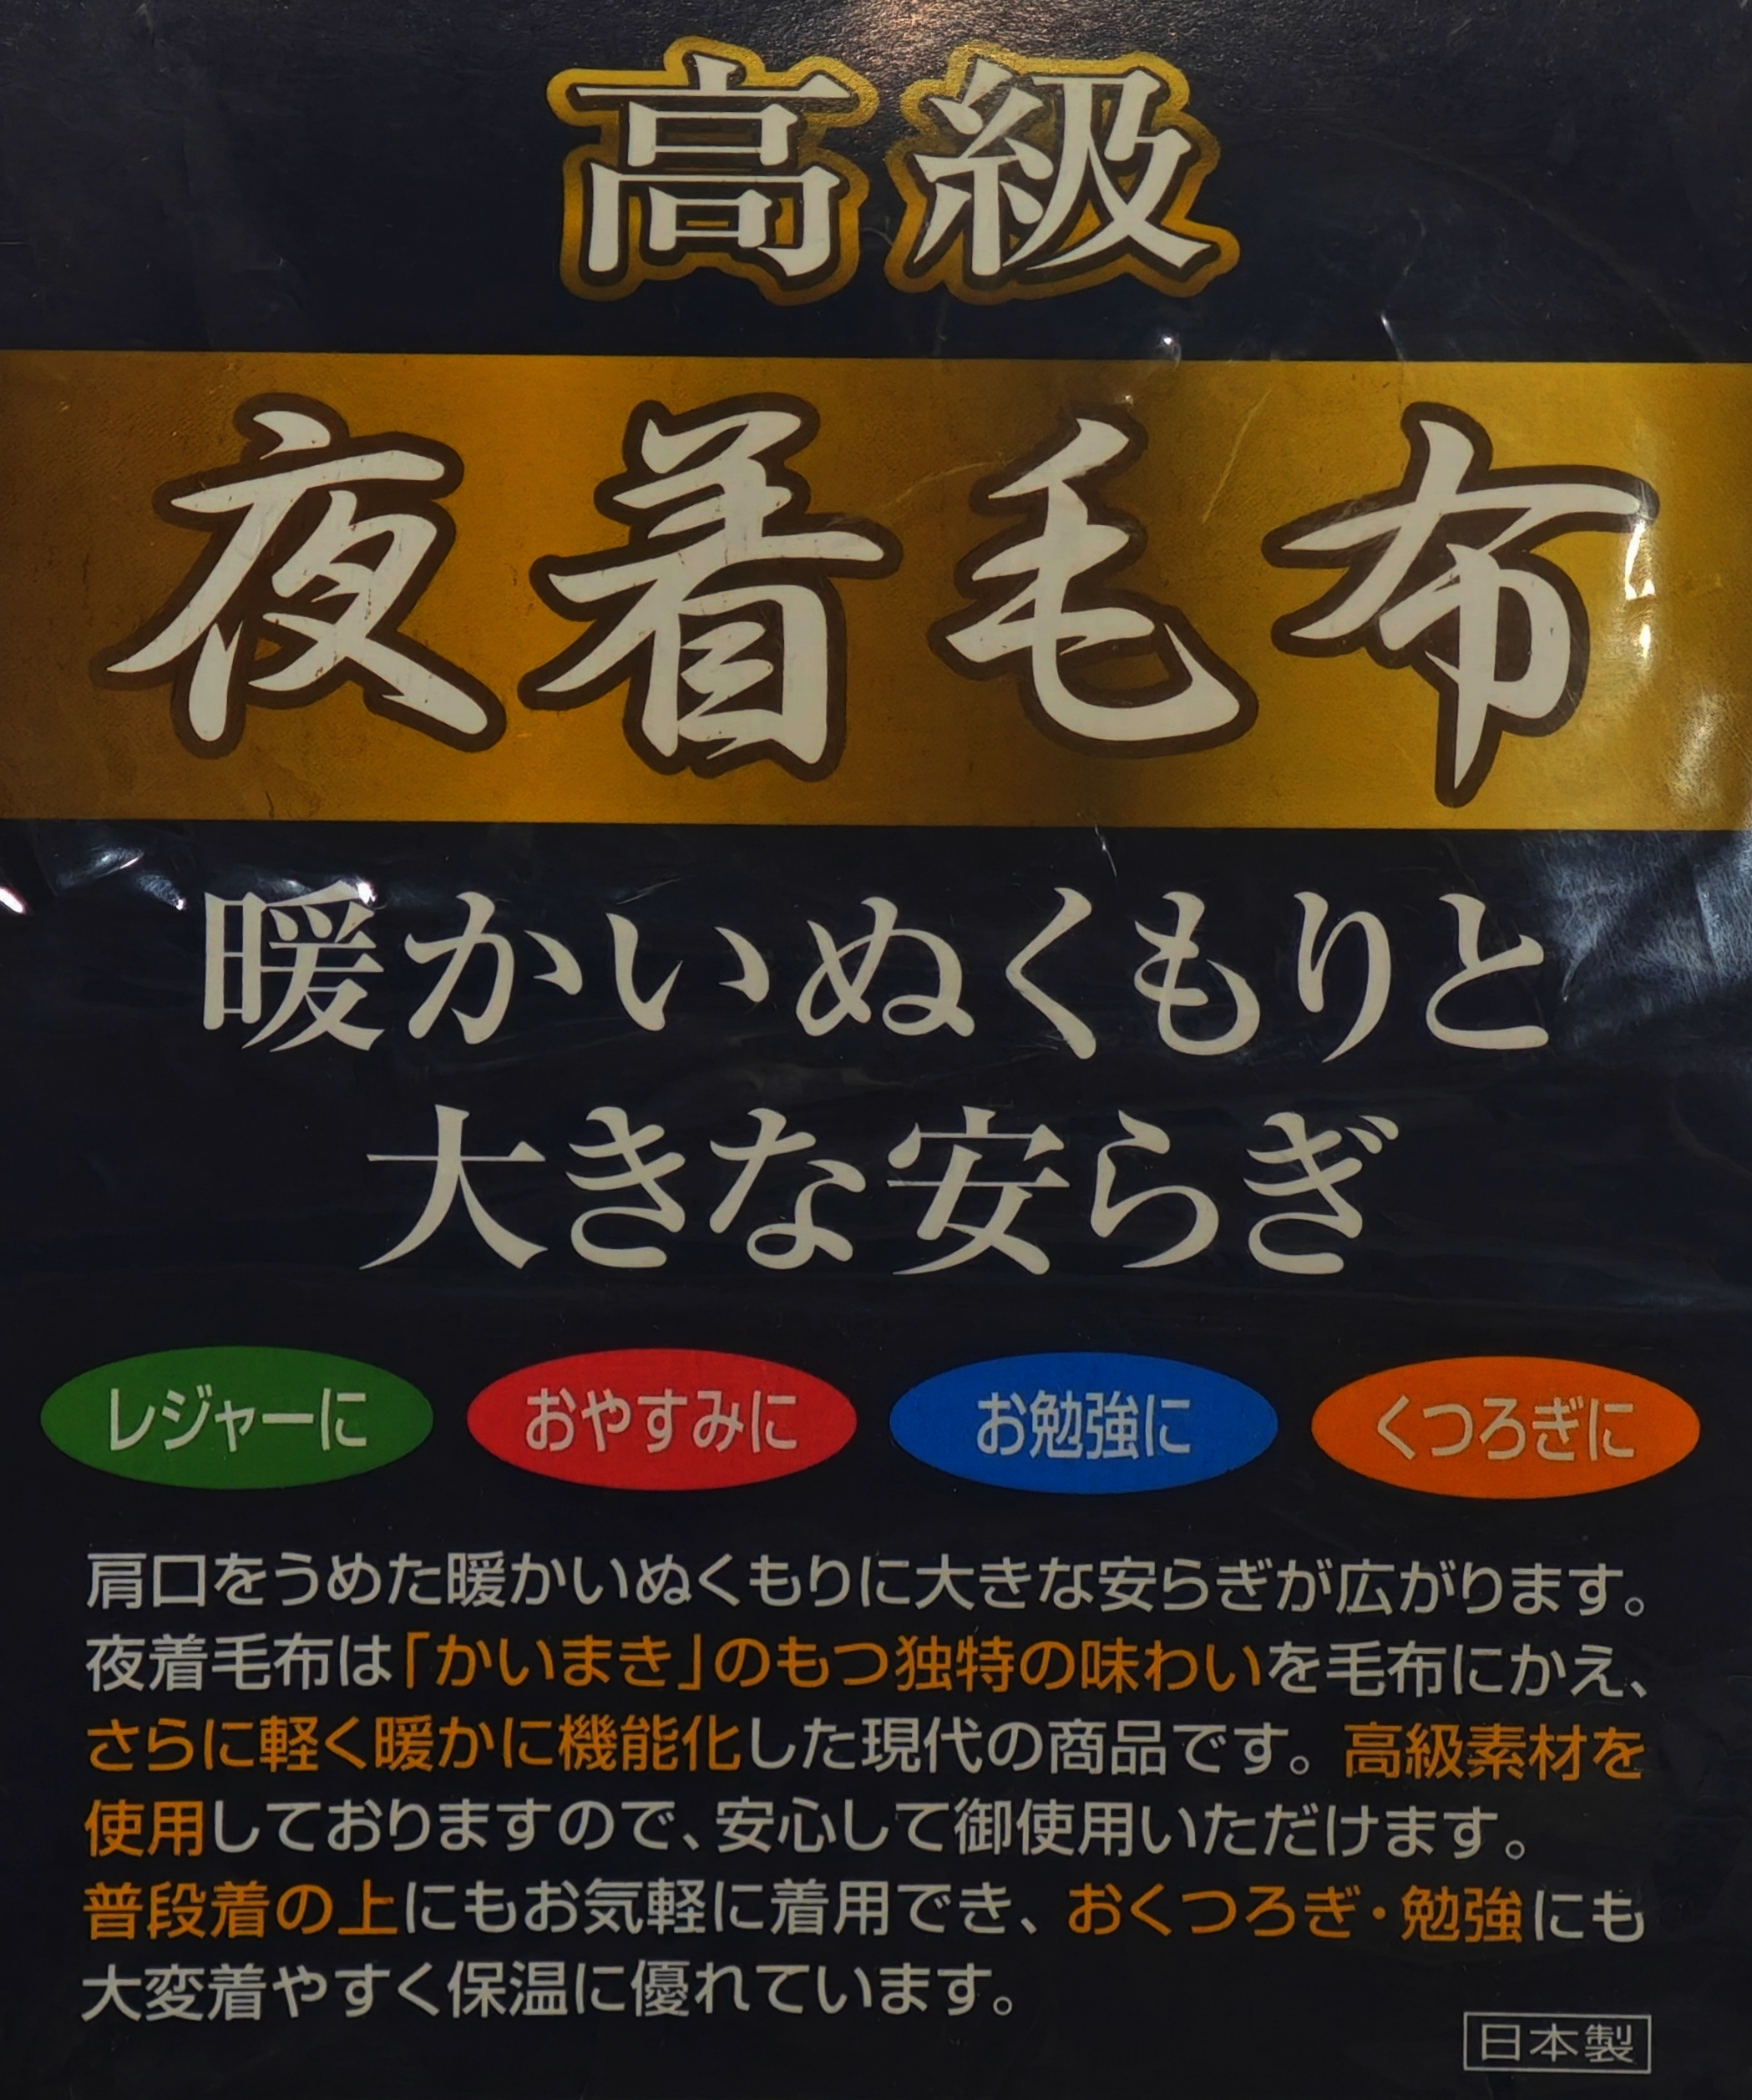 高級
夜着毛布
暖かいぬくもりと
大きな安らぎ
レジャーに
おやすみに
お勉強に
くつろぎに
肩口をうめた暖かいぬくもりに大きな安らぎが広がります。
夜着毛布は「かいまき」のもつ独特の味わいを毛布にかえ、
さらに軽く暖かに機能化した現代の商品です。高級素材を
使用しておりますので、安心して御使用いただけます。
普段着の上にもお気軽に着用でき、おくつろぎ・勉強にも
大変着やすく保温に優れています。
日本製